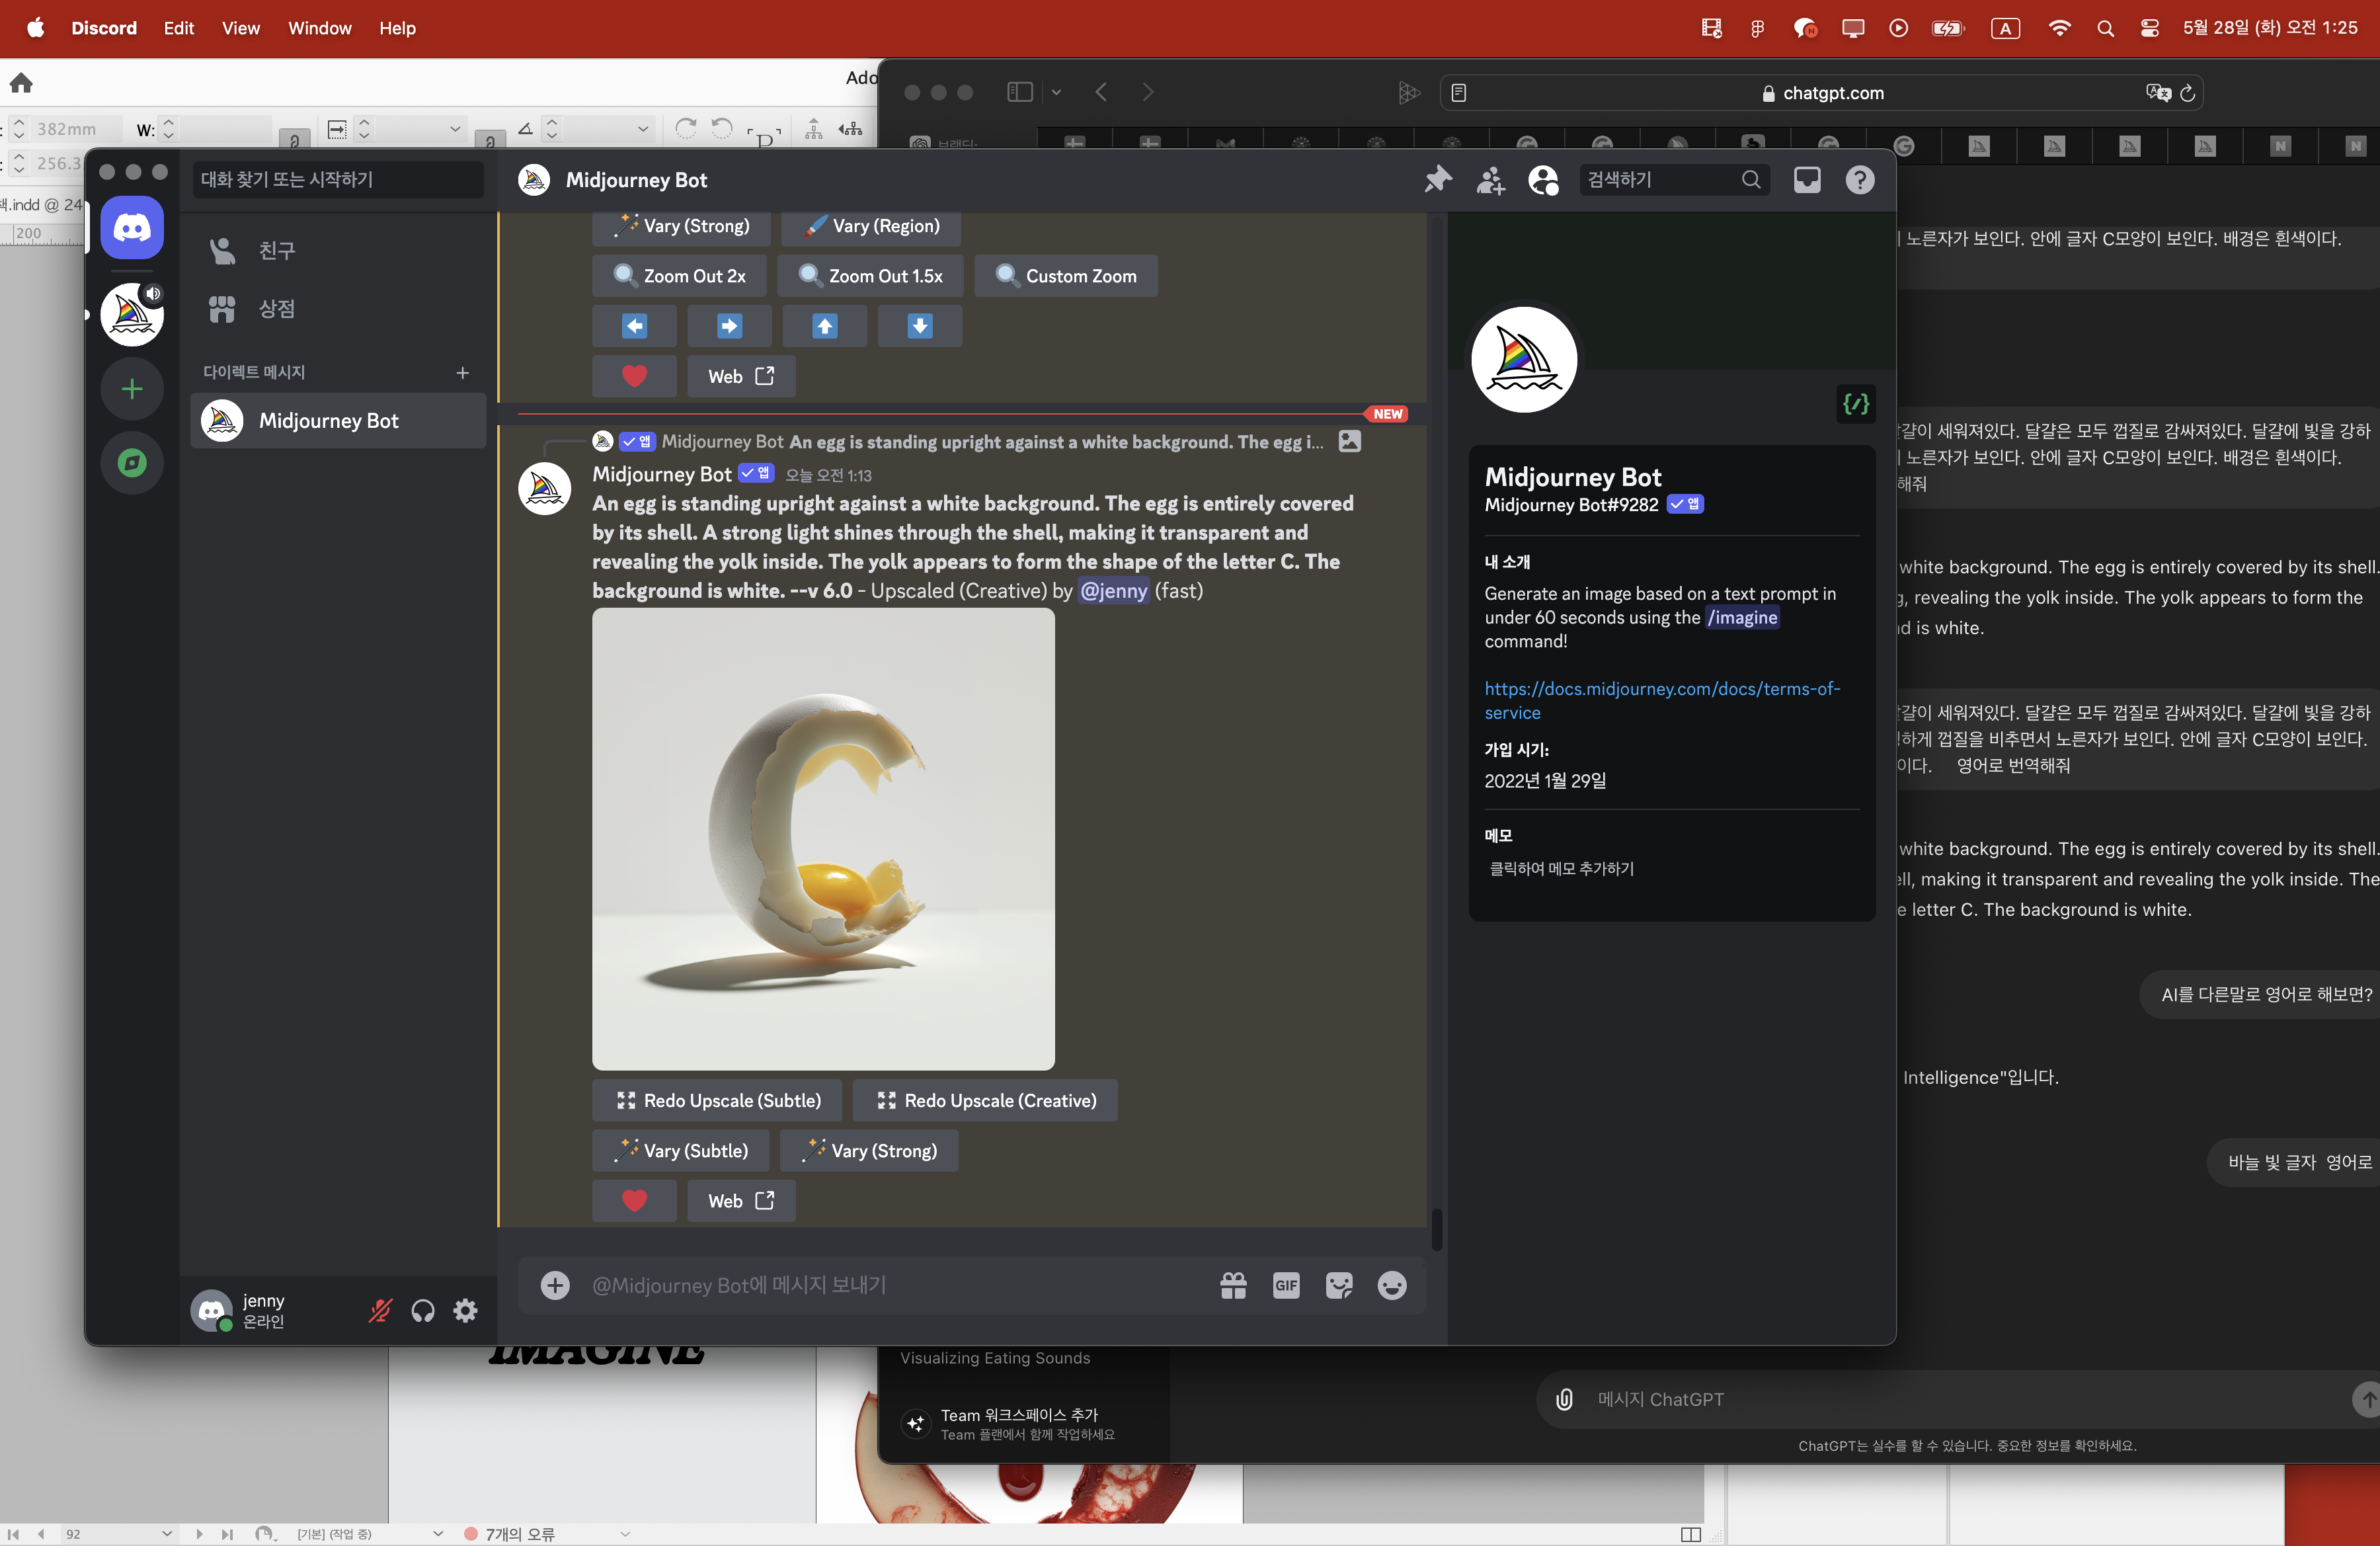 Discord Edit View Window Help
5월 28일 (화) 오전 1:25
Ado
382mm
W:
256.3
책.indd @ 24
200
chatgpt.com
대화 찾기 또는 시작하기
친구
상점
다이렉트 메시지
Midjourney Bot
jenny
온라인
Midjourney Bot
검색하기
Vary (Strong) Vary (Region)
Zoom Out 2x Zoom Out 1.5x Custom Zoom
Web
NEW
앱 Midjourney Bot An egg is standing upright against a white background. The egg i...
Midjourney Bot 앱 오늘 오전 1:13
An egg is standing upright against a white background. The egg is entirely covered
by its shell. A strong light shines through the shell, making it transparent and
revealing the yolk inside. The yolk appears to form the shape of the letter C. The
background is white. --v 6.0 - Upscaled (Creative) by @jenny (fast)
Redo Upscale (Subtle) Redo Upscale (Creative)
Vary (Subtle) Vary (Strong)
Web
@Midjourney Bot에 메시지 보내기
GIF
Midjourney Bot
Midjourney Bot#9282 앱
내 소개
Generate an image based on a text prompt in
under 60 seconds using the /imagine
command!
https://docs.midjourney.com/docs/terms-of-
service
가입 시기:
2022년 1월 29일
메모
클릭하여 메모 추가하기
노른자가 보인다. 안에 글자 C모양이 보인다. 배경은 흰색이다.
세워져있다. 달걀은 모두 껍질로 감싸져있다. 달걀에 빛을 강하
노른자가 보인다. 안에 글자 C모양이 보인다. 배경은 흰색이다.
해줘
white background. The egg is entirely covered by its shell.
revealing the yolk inside. The yolk appears to form the
is white.
세워져있다. 달걀은 모두 껍질로 감싸져있다. 달걀에 빛을 강하
하게 껍질을 비추면서 노른자가 보인다. 안에 글자 C모양이 보인다.
이다. 영어로 번역해줘
white background. The egg is entirely covered by its shell.
making it transparent and revealing the yolk inside. The
letter C. The background is white.
AI를 다른말로 영어로 해보면?
Intelligence"입니다.
바늘 빛 글자 영어로
IMAGINE
Visualizing Eating Sounds
Team 워크스페이스 추가
Team 플랜에서 함께 작업하세요
메시지 ChatGPT
ChatGPT는 실수를 할 수 있습니다. 중요한 정보를 확인하세요.
92
[기본] (작업 중)
7개의 오류